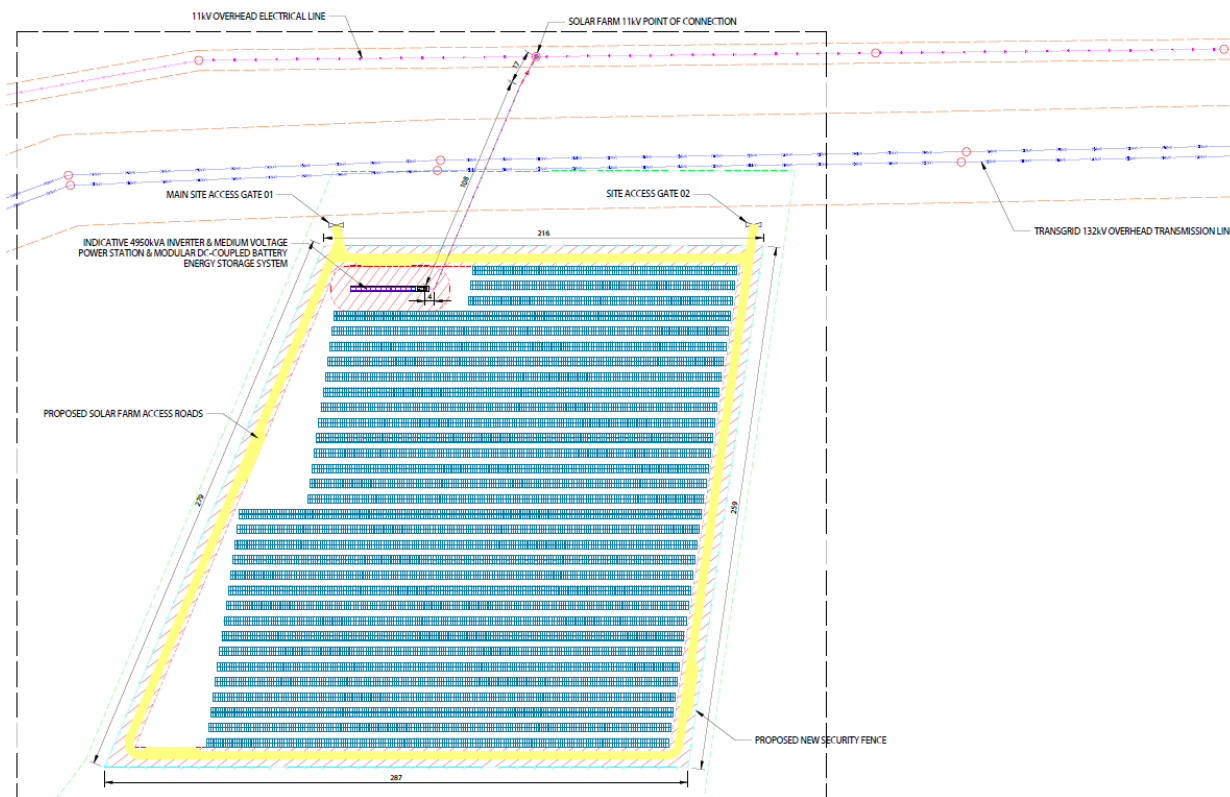 11kV OVERHEAD ELECTRICAL LINE
SOLAR FARM 11kV POINT OF CONNECTION
17
108
MAIN SITE ACCESS GATE 01
SITE ACCESS GATE 02
216
TRANSGRID 132kV OVERHEAD TRANSMISSION LIN
INDICATIVE 4950kVA INVERTER & MEDIUM VOLTAGE
POWER STATION & MODULAR DC-COUPLED BATTERY
ENERGY STORAGE SYSTEM
4
PROPOSED SOLAR FARM ACCESS ROADS
279
259
PROPOSED NEW SECURITY FENCE
287